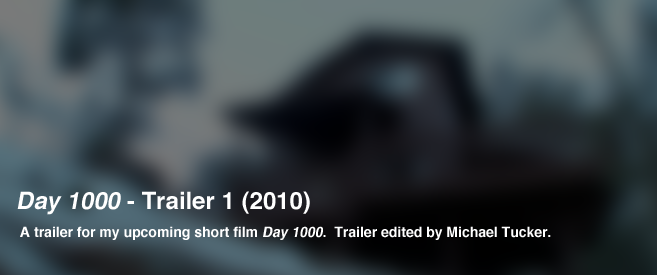 Day 1000 - Trailer 1 (2010)
A trailer for my upcoming short film Day 1000.  Trailer edited by Michael Tucker.